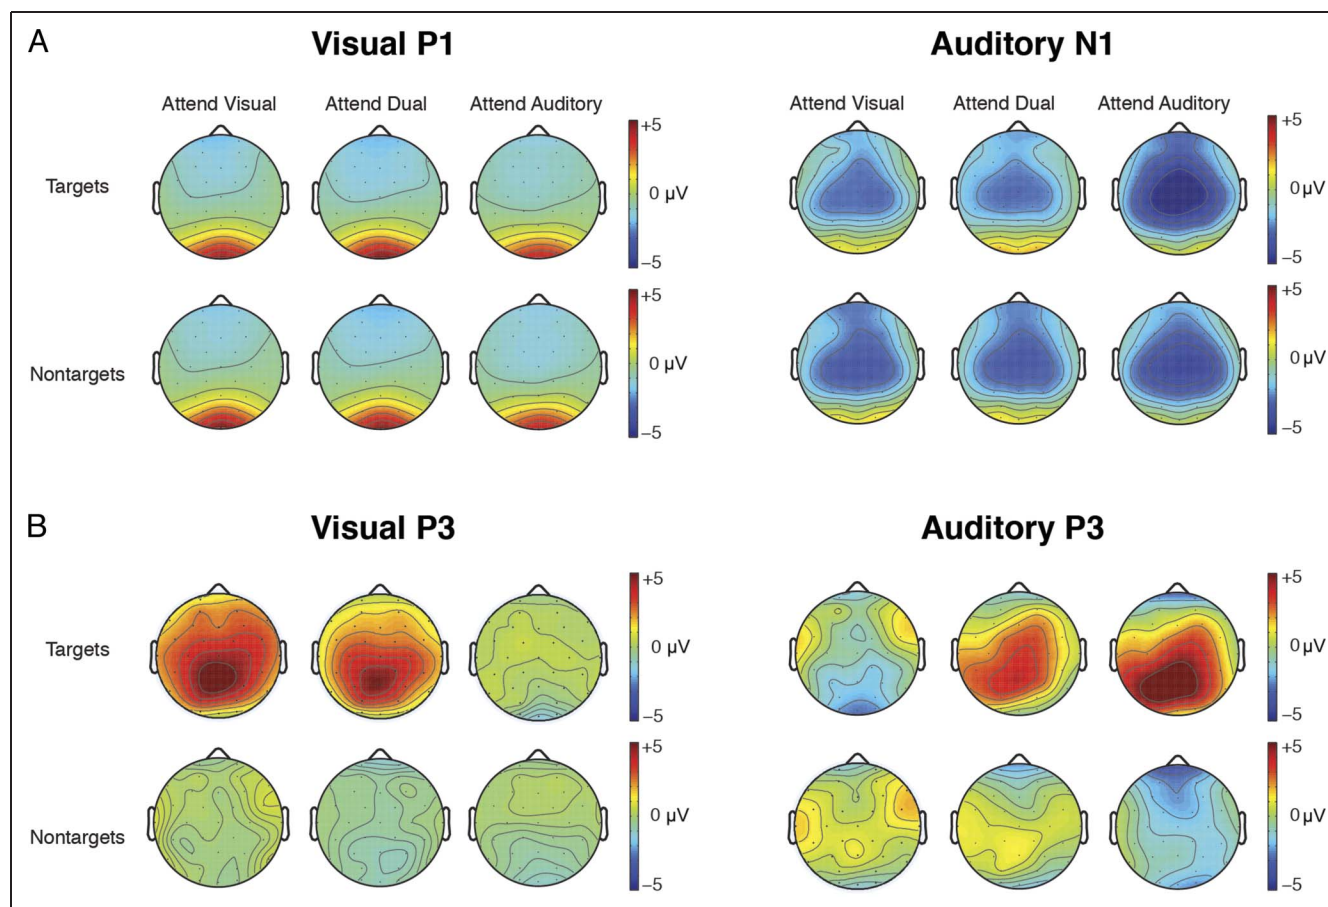 A
Visual P1
Auditory N1
Attend Visual Attend Dual Attend Auditory
Attend Visual Attend Dual Attend Auditory
Targets
+5
0 µV
–5
+5
0 µV
–5
Nontargets
+5
0 µV
–5
+5
0 µV
–5
B
Visual P3
Auditory P3
Targets
+5
0 µV
–5
+5
0 µV
–5
Nontargets
+5
0 µV
–5
+5
0 µV
–5